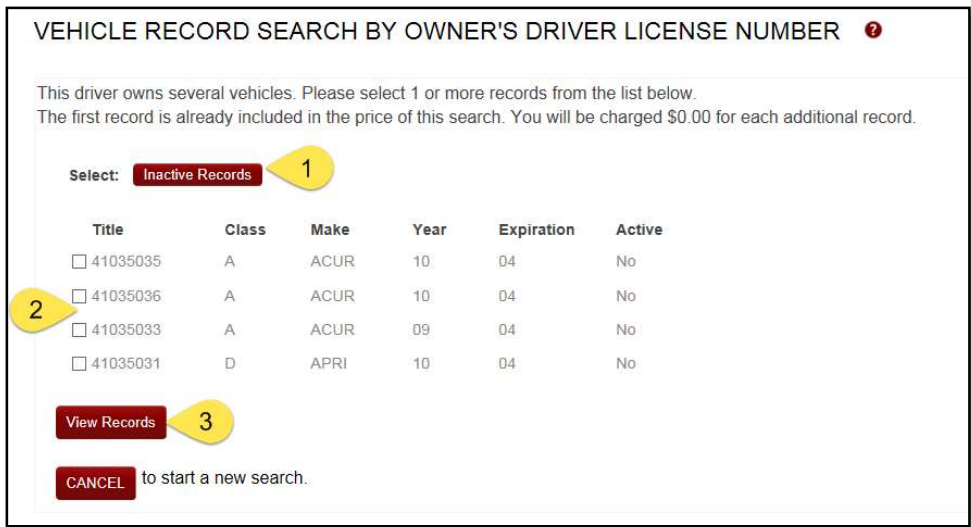 VEHICLE RECORD SEARCH BY OWNER'S DRIVER LICENSE NUMBER ?
This driver owns several vehicles. Please select 1 or more records from the list below.
The first record is already included in the price of this search. You will be charged $0.00 for each additional record.
Select: Inactive Records 1
Title Class Make Year Expiration Active
41035035 A ACUR 10 04 No
41035036 A ACUR 10 04 No
2
41035033 A ACUR 09 04 No
41035031 D APRI 10 04 No
View Records 3
CANCEL to start a new search.